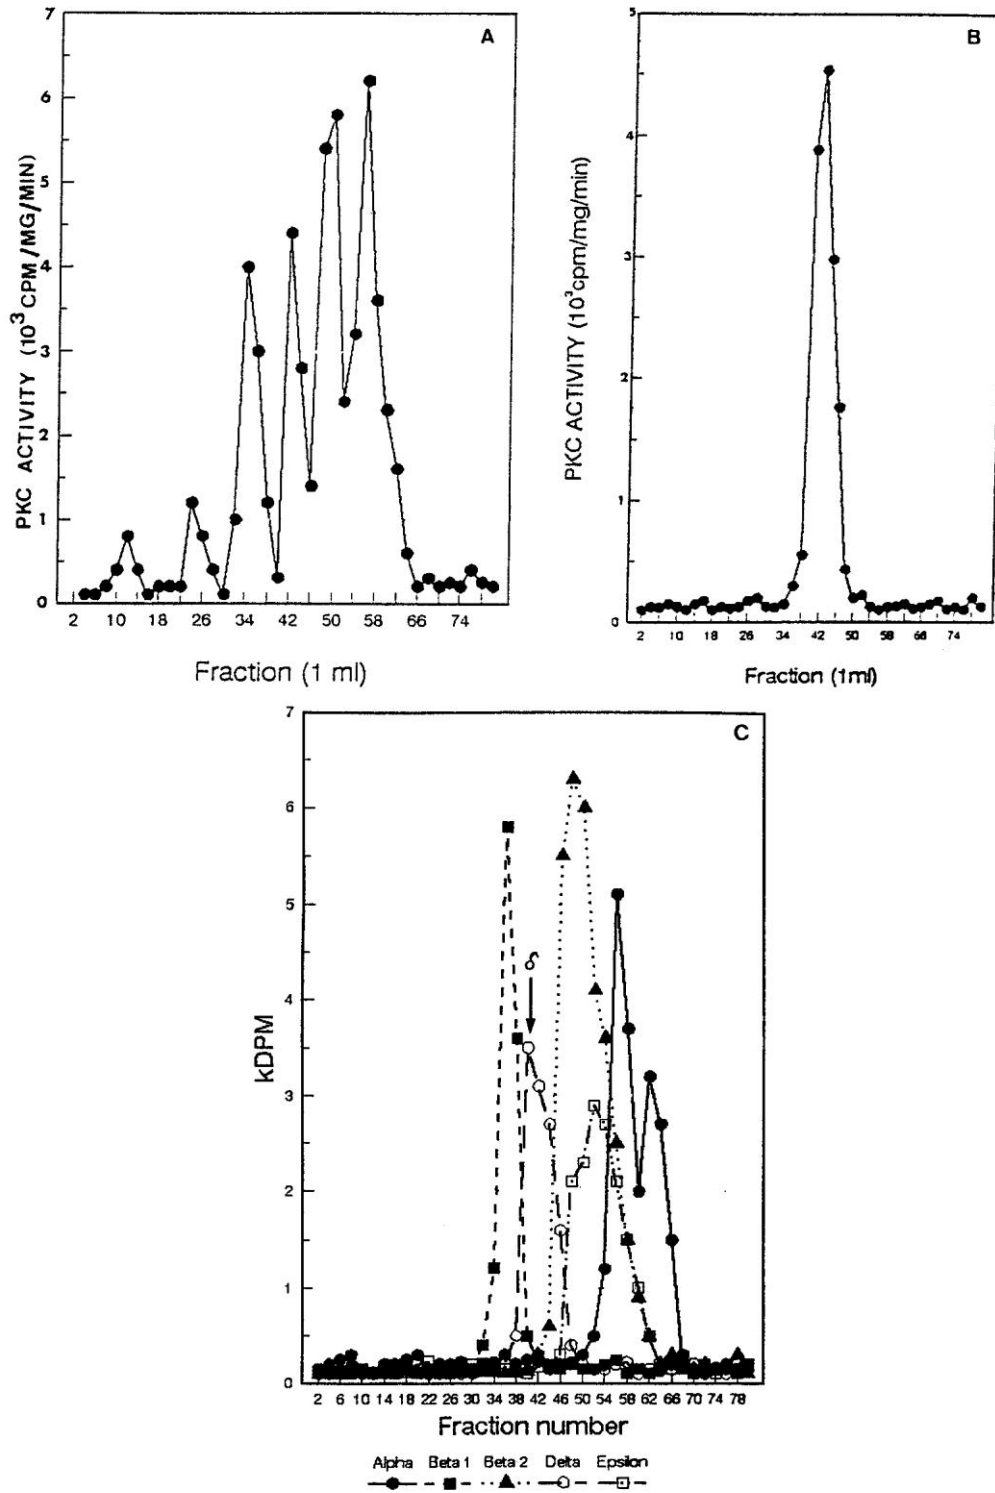 A
7
6
5
4
3
2
1
0
PKC ACTIVITY (10³ CPM/MG/MIN)
2 10 18 26 34 42 50 58 66 74
Fraction (1 ml)
B
5
4
3
2
1
0
PKC ACTIVITY (10³cpm/mg/min)
2 10 18 26 34 42 50 58 66 74
Fraction (1ml)
C
7
6
5
4
3
2
1
0
kDPM
δ
2 6 10 14 18 22 26 30 34 38 42 46 50 54 58 62 66 70 74 78
Fraction number
Alpha Beta 1 Beta 2 Delta Epsilon